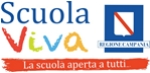 Scuola
Viva
REGIONE CAMPANIA
La scuola aperta a tutti.